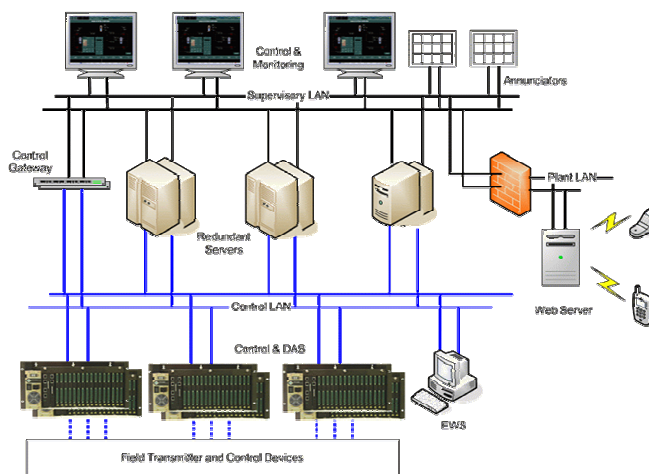 Control &
Monitoring
Annunciators
Supervisory LAN
Control
Gateway
Plant LAN
Redundant
Servers
Control LAN
Web Server
Control & DAS
EWS
Field Transmitter and Control Devices